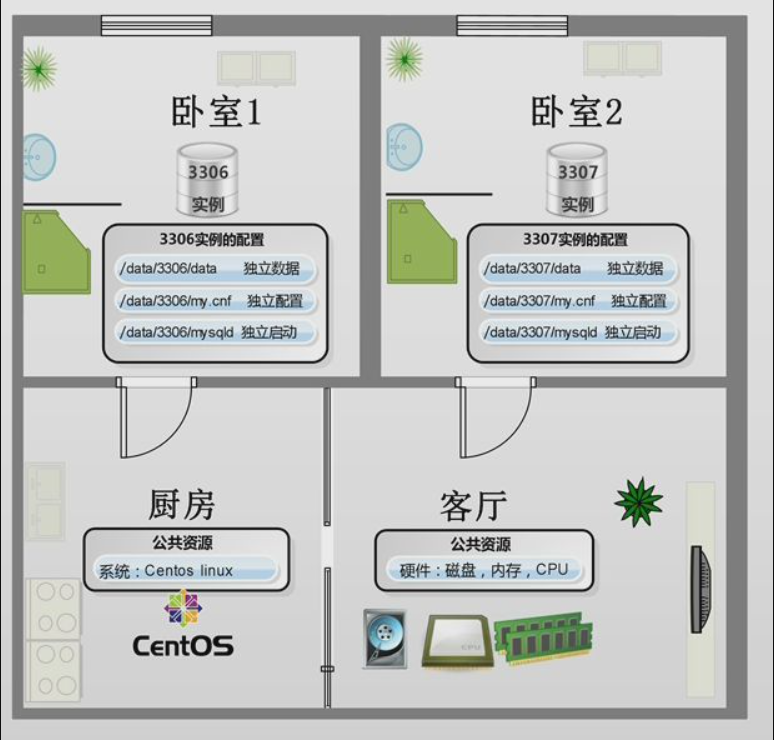 卧室1
卧室2
3306
实例
3307
实例
3306实例的配置
/data/3306/data 独立数据
/data/3306/my.cnf 独立配置
/data/3306/mysqld 独立启动
3307实例的配置
/data/3307/data 独立数据
/data/3307/my.cnf 独立配置
/data/3307/mysqld 独立启动
厨房
公共资源
系统：Centos linux
CentOS
客厅
公共资源
硬件：磁盘，内存，CPU
CPU